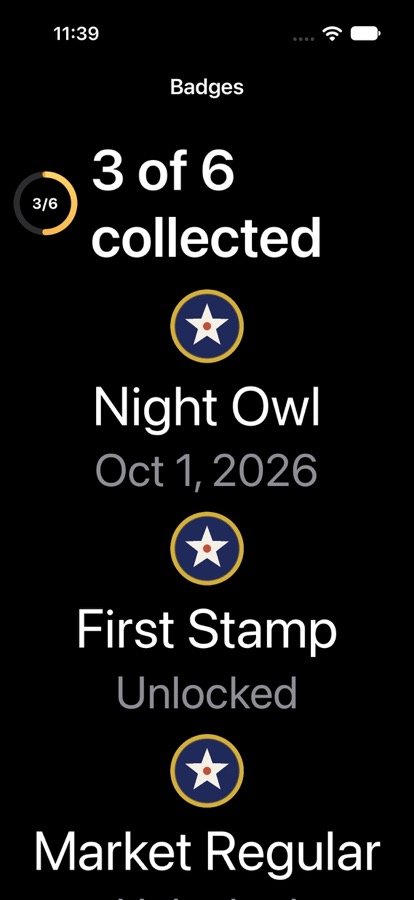 11:39
Badges
3/6
3 of 6
collected
Night Owl
Oct 1, 2026
First Stamp
Unlocked
Market Regular